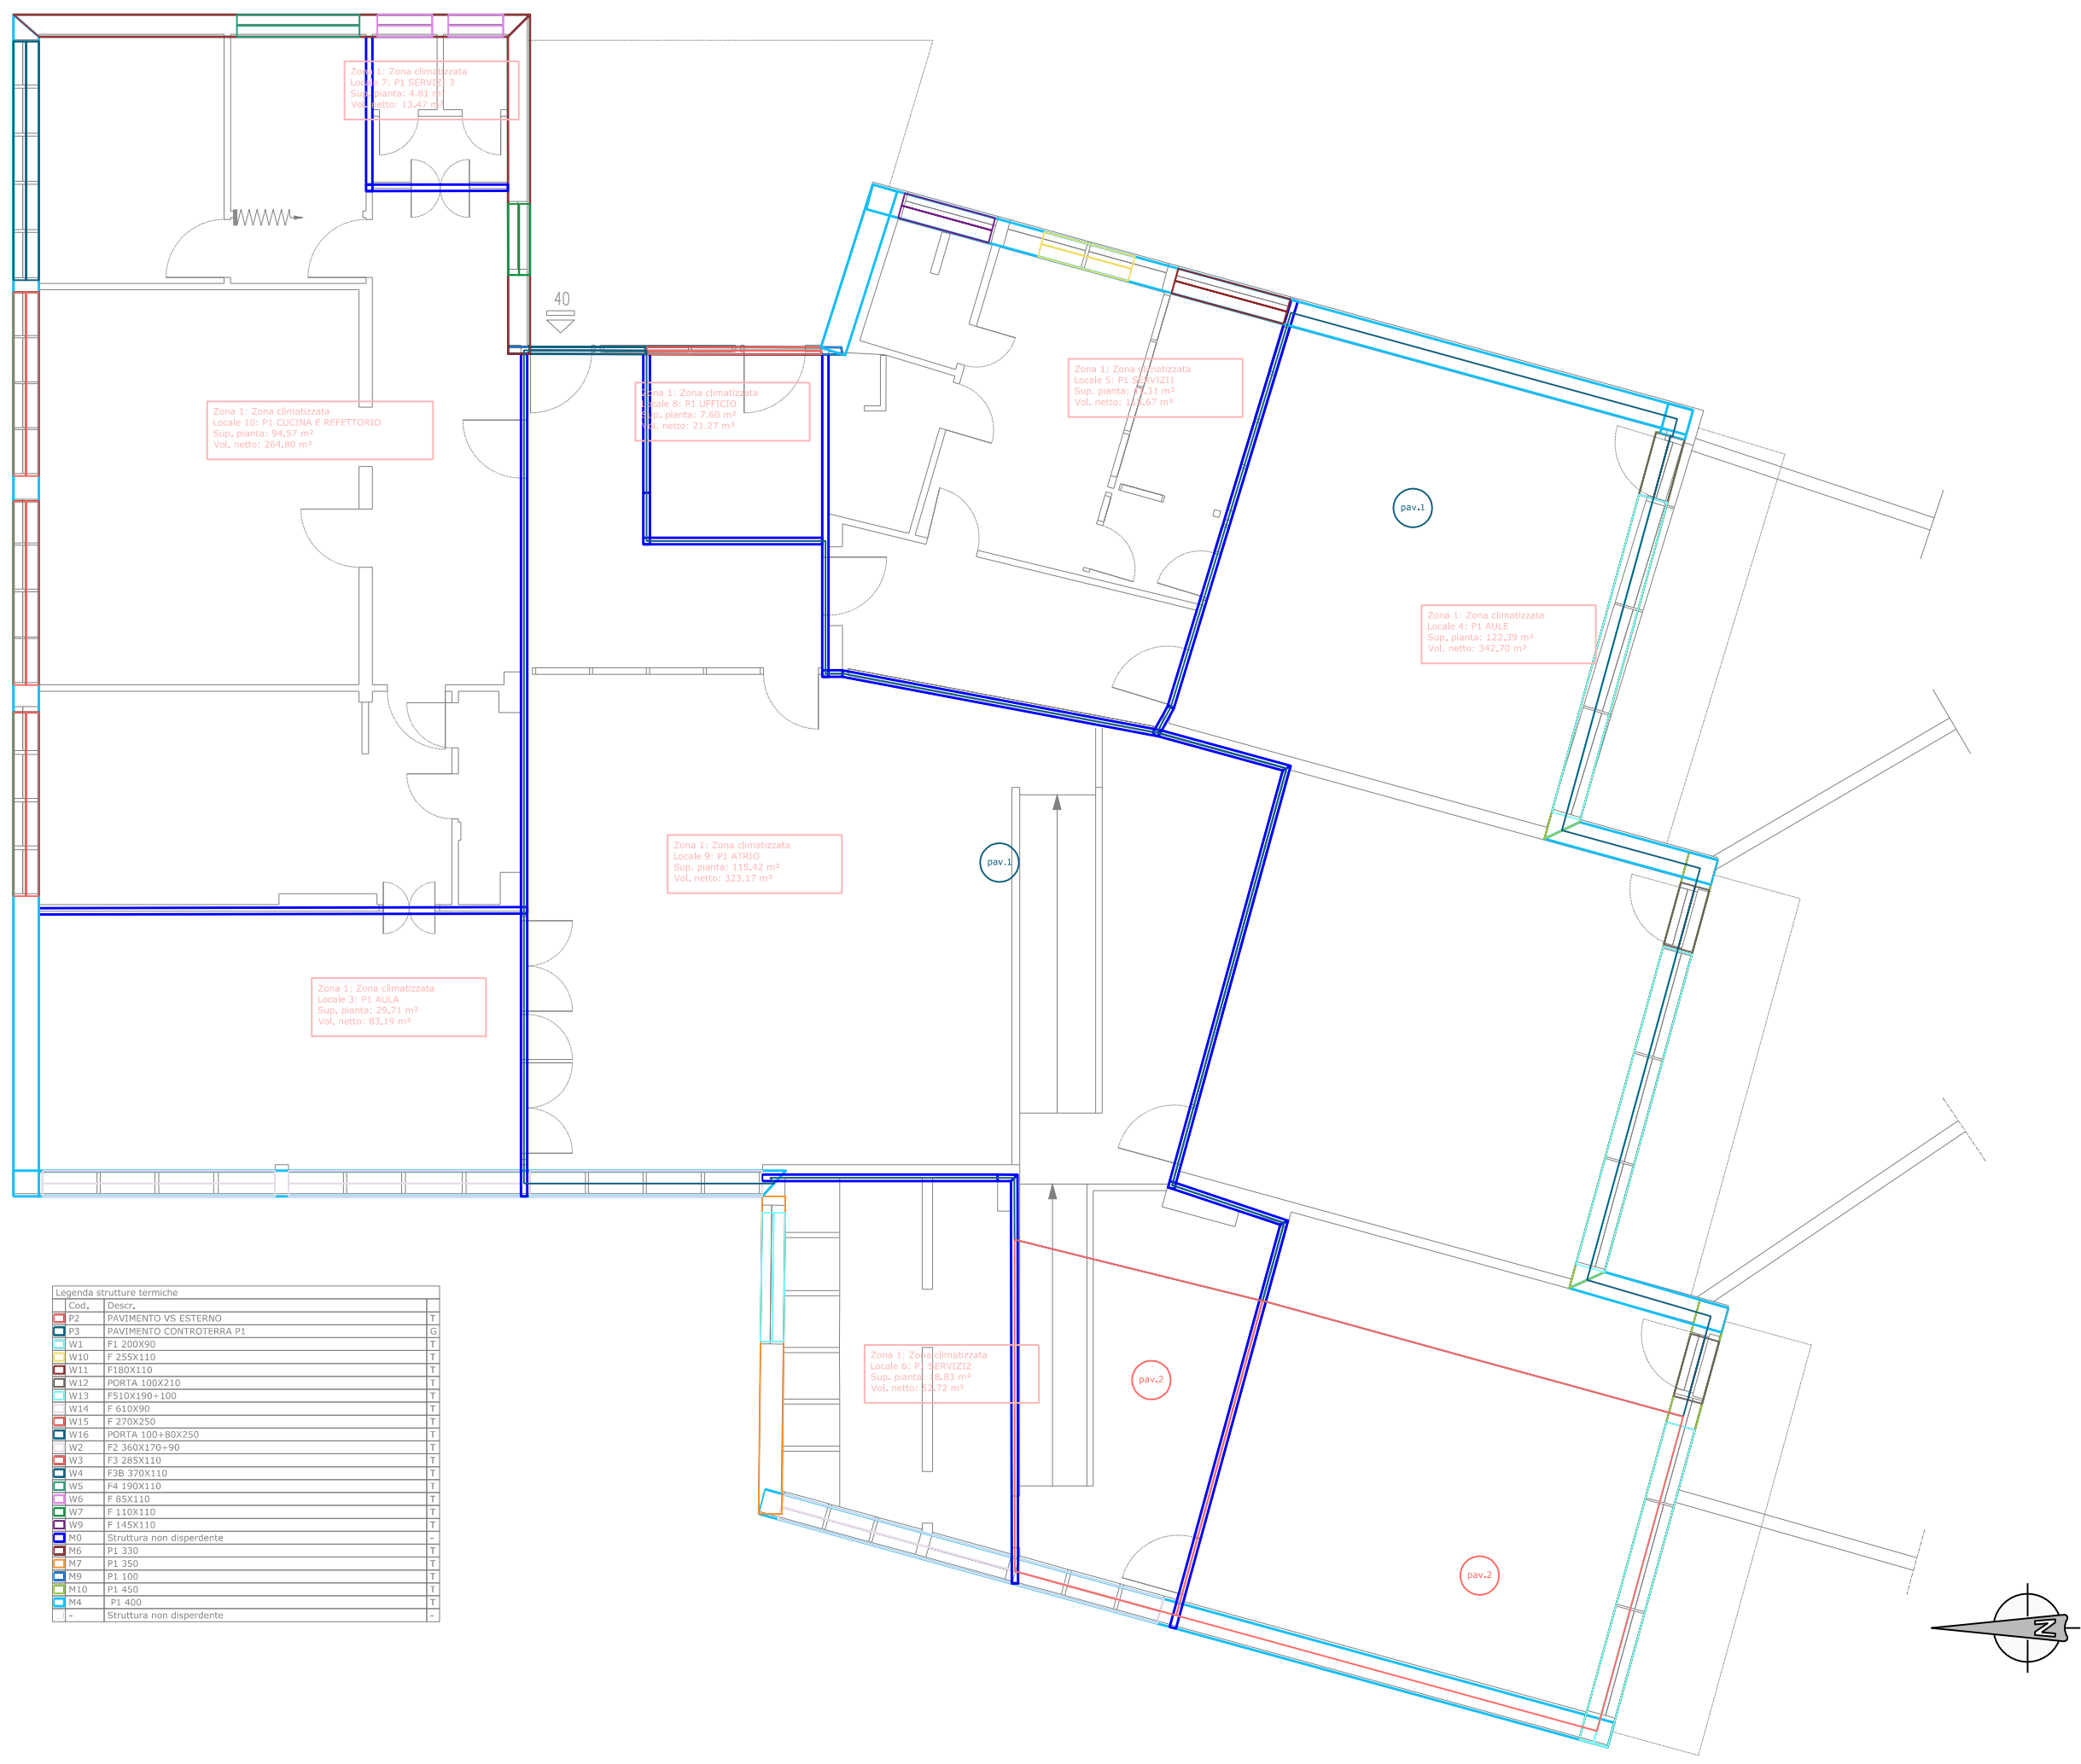 Zona 1: Zona climatizzata
Locale 7: P1 SERVIZI 3
Sup. pianta: 4.81 m²
Vol. netto: 13.47 m³
40
Zona 1: Zona climatizzata
Locale 5: P1 SERVIZI1
Sup. pianta: m²
Vol. netto: m³
Zona 1: Zona climatizzata
Locale 8: P1 UFFICIO
Sup. pianta: 7.60 m²
Vol. netto: 21.27 m³
Zona 1: Zona climatizzata
Locale 10: P1 CUCINA E REFETTORIO
Sup. pianta: 94.57 m²
Vol. netto: 264.80 m³
pav.1
Zona 1: Zona climatizzata
Locale 4: P1 AULE
Sup. pianta: 122.39 m²
Vol. netto: 342.70 m³
Zona 1: Zona climatizzata
Locale 9: P1 ATRIO
Sup. pianta: 115.42 m²
Vol. netto: 323.17 m³
pav.1
Zona 1: Zona climatizzata
Locale 3: P1 AULA
Sup. pianta: 29.71 m²
Vol. netto: 83.19 m³
Zona 1: Zona climatizzata
Locale 6: P1 SERVIZI2
Sup. pianta: 18.83 m²
Vol. netto: 52.72 m³
pav.2
pav.2
Legenda strutture termiche
Cod. Descr.
P2 PAVIMENTO VS ESTERNO T
P3 PAVIMENTO CONTROTERRA P1 G
W1 F1 200X90 T
W10 F 255X110 T
W11 F180X110 T
W12 PORTA 100X210 T
W13 F510X190+100 T
W14 F 610X90 T
W15 F 270X250 T
W16 PORTA 100+80X250 T
W2 F2 360X170+90 T
W3 F3 285X110 T
W4 F3B 370X110 T
W5 F4 190X110 T
W6 F 85X110 T
W7 F 110X110 T
W9 F 145X110 T
M0 Struttura non disperdente -
M6 P1 330 T
M7 P1 350 T
M9 P1 100 T
M10 P1 450 T
M4 P1 400 T
- Struttura non disperdente -
N